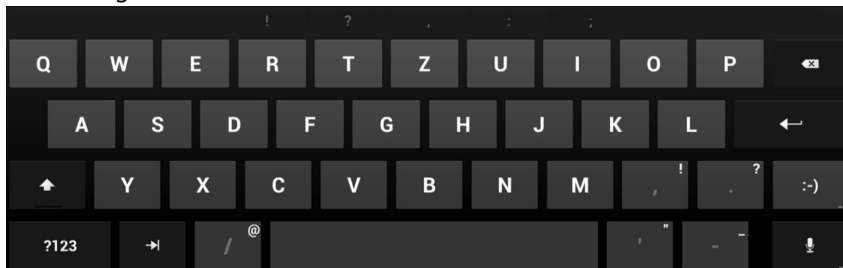 ! ? , : ;
Q W E R T Z U I O P
A S D F G H J K L
Y X C V B N M , ! . ? :-)
?123 / @ ' " - _